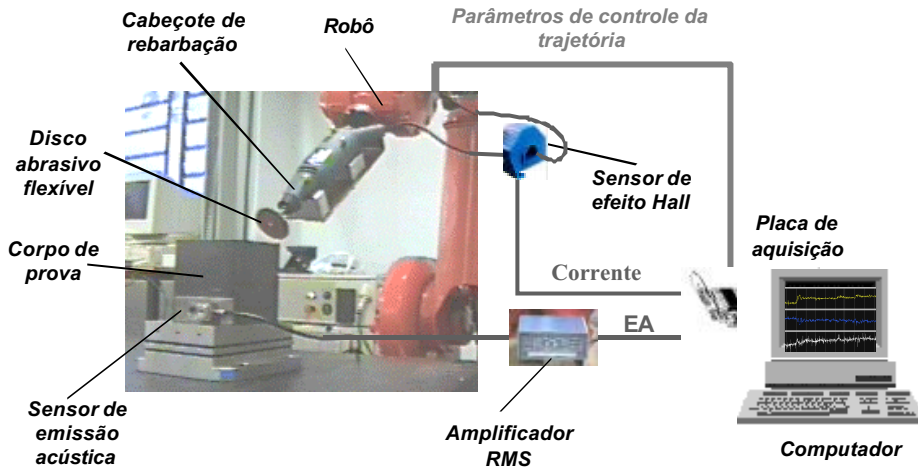 Cabeçote de
rebarbação
Robô
Parâmetros de controle da
trajetória
Disco
abrasivo
flexível
Sensor de
efeito Hall
Corpo de
prova
Placa de
aquisição
Corrente
EA
Sensor de
emissão
acústica
Amplificador
RMS
Computador